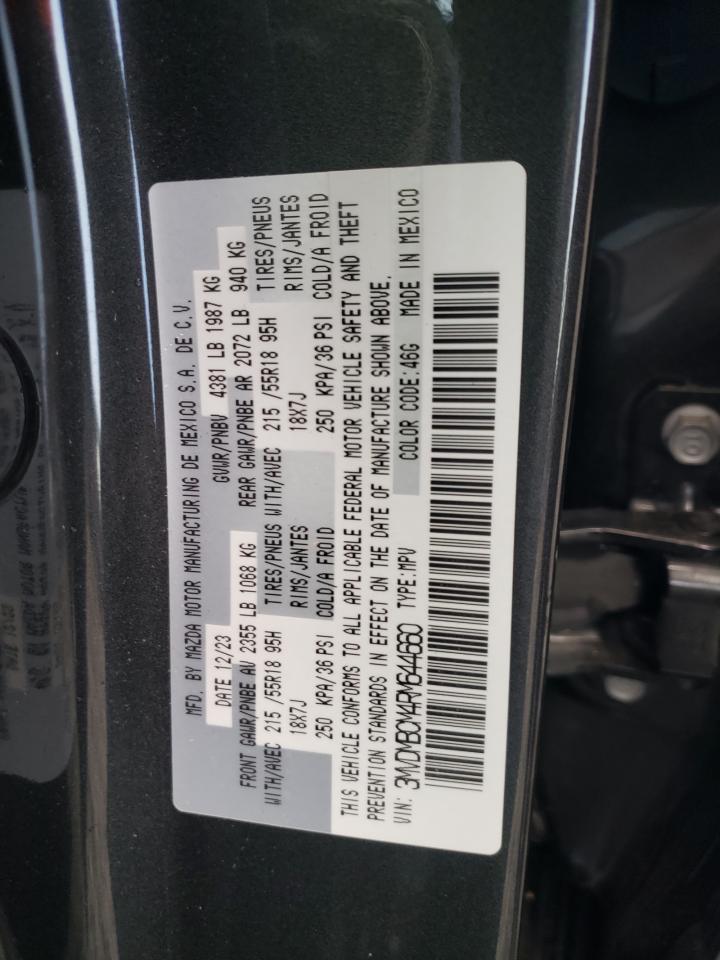 MFD. BY MAZDA MOTOR MANUFACTURING DE MEXICO S.A. DE C.V.
DATE 12/23 GVWR/PNBV 4381 LB 1987 KG
FRONT GAWR/PNBE AV 2355 LB 1068 KG REAR GAWR/PNBE AR 2072 LB 940 KG
WITH/AVEC 215 /55R18 95H TIRES/PNEUS WITH/AVEC 215 /55R18 95H TIRES/PNEUS
18X7J RIMS/JANTES 18X7J RIMS/JANTES
250 KPA/36 PSI COLD/A FROID 250 KPA/36 PSI COLD/A FROID
THIS VEHICLE CONFORMS TO ALL APPLICABLE FEDERAL MOTOR VEHICLE SAFETY AND THEFT
PREVENTION STANDARDS IN EFFECT ON THE DATE OF MANUFACTURE SHOWN ABOVE.
VIN: 3MVDMBCM4RM644660 TYPE:MPV COLOR CODE:46G MADE IN MEXICO